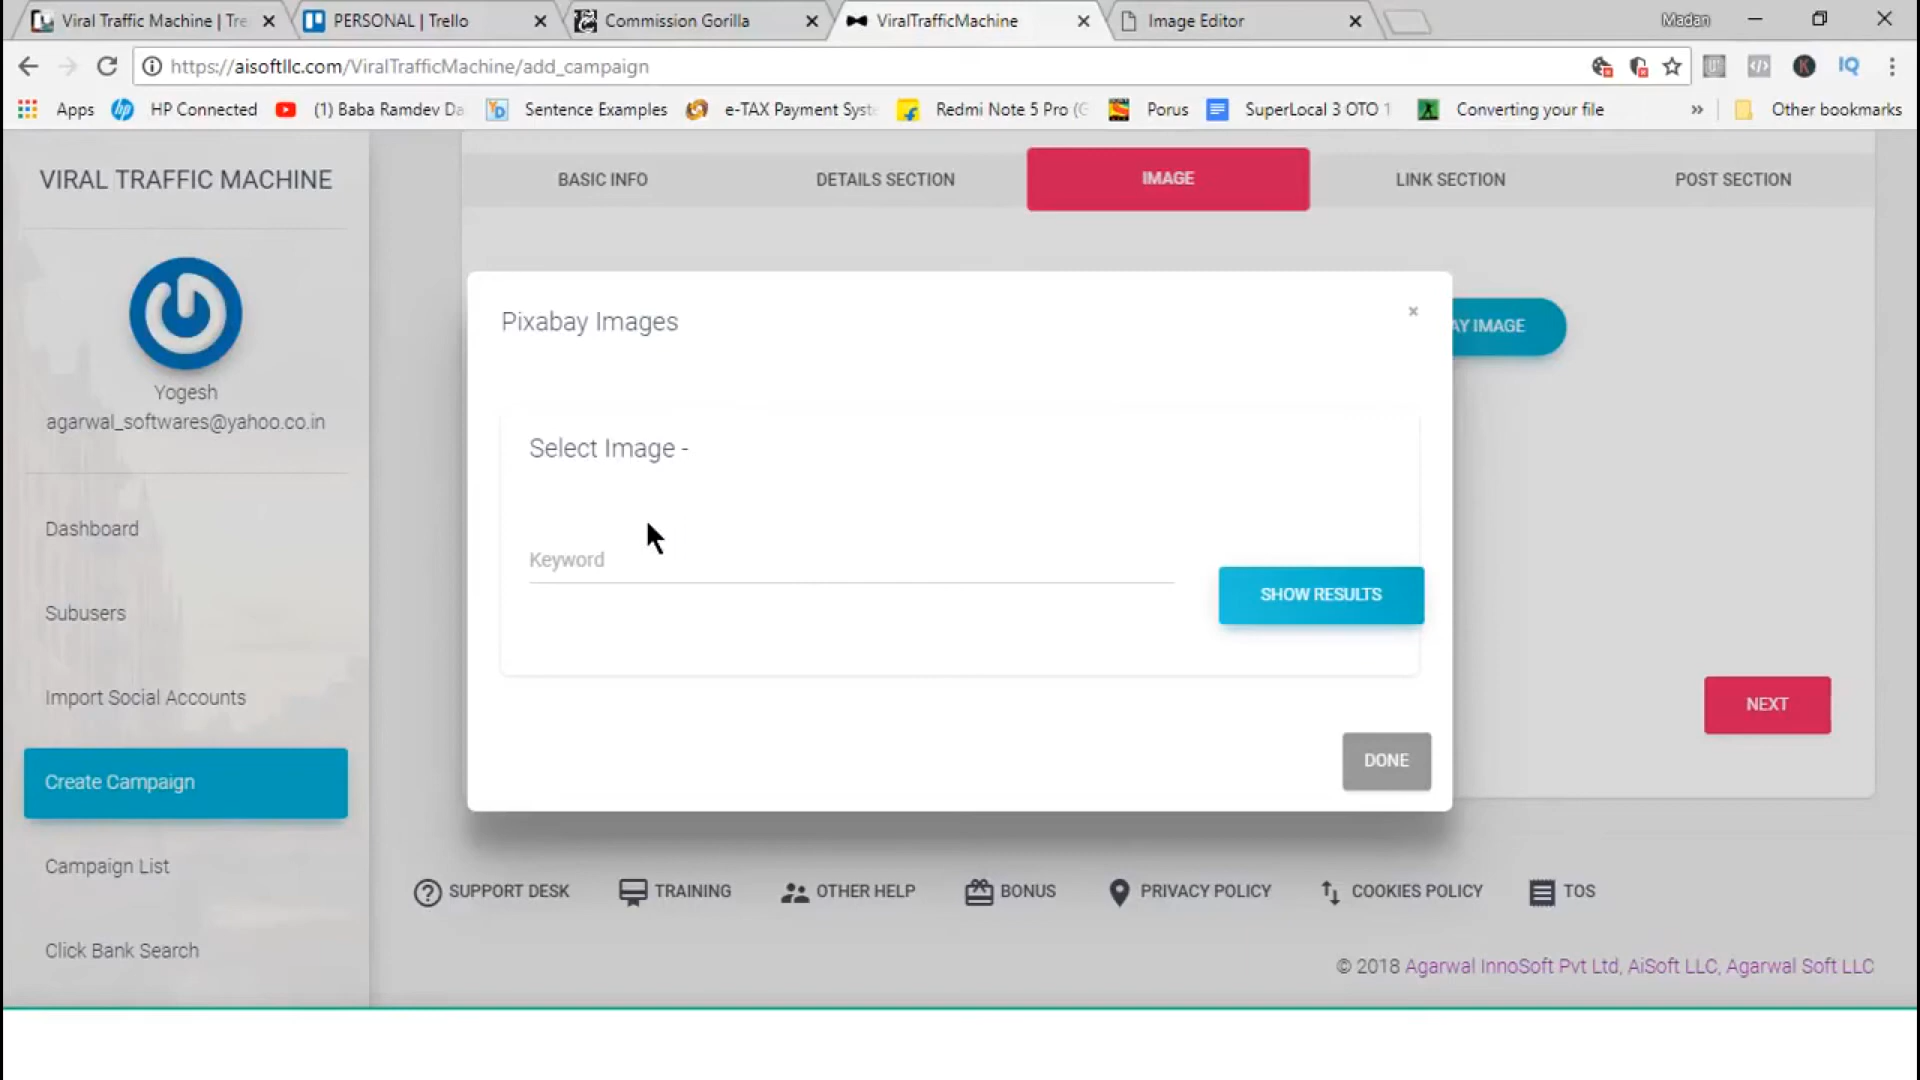 Viral Traffic Machine | Tre
PERSONAL | Trello
Commission Gorilla
ViralTrafficMachine
Image Editor
Madan
https://aisoftllc.com/ViralTrafficMachine/add_campaign
IQ
Apps
HP Connected
(1) Baba Ramdev Da
Sentence Examples
e-TAX Payment Syst
Redmi Note 5 Pro (G
Porus
SuperLocal 3 OTO 1
Converting your file
»
Other bookmarks
VIRAL TRAFFIC MACHINE
BASIC INFO
DETAILS SECTION
IMAGE
LINK SECTION
POST SECTION
Yogesh
agarwal_softwares@yahoo.co.in
Dashboard
Subusers
Import Social Accounts
Create Campaign
Campaign List
Click Bank Search
Pixabay Images
×
AY IMAGE
Select Image -
Keyword
SHOW RESULTS
NEXT
DONE
SUPPORT DESK
TRAINING
OTHER HELP
BONUS
PRIVACY POLICY
COOKIES POLICY
TOS
© 2018 Agarwal InnoSoft Pvt Ltd, AiSoft LLC, Agarwal Soft LLC